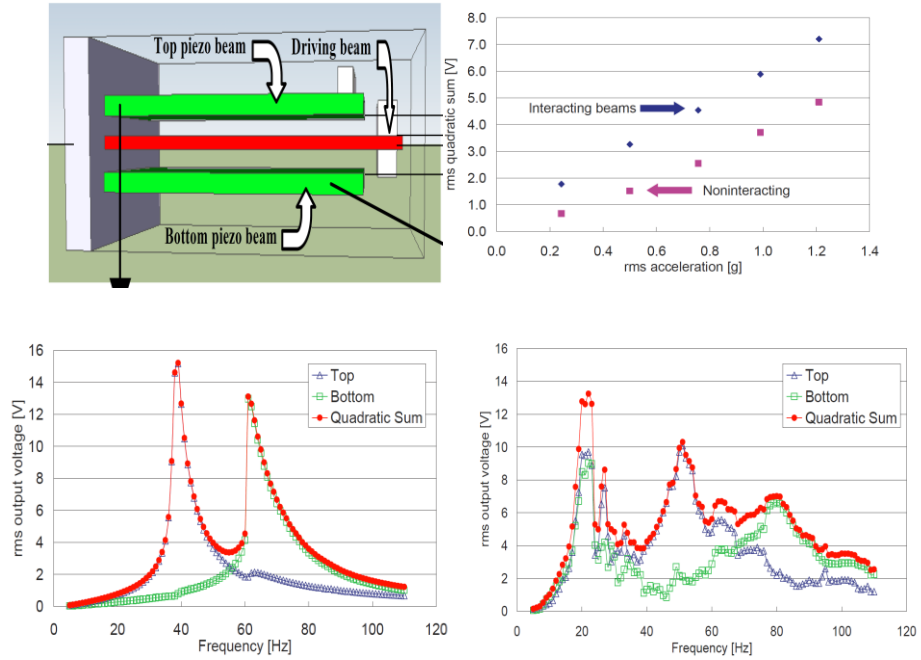 Top piezo beam
Driving beam
Bottom piezo beam
rms quadratic sum [V]
8.0
7.0
6.0
5.0
4.0
3.0
2.0
1.0
0.0
Interacting beams
Noninteracting
0.0 0.2 0.4 0.6 0.8 1.0 1.2 1.4
rms acceleration [g]
rms output voltage [V]
16
14
12
10
8
6
4
2
0
Top
Bottom
Quadratic Sum
0 20 40 60 80 100 120
Frequency [Hz]
rms output voltage [V]
16
14
12
10
8
6
4
2
0
Top
Bottom
Quadratic Sum
0 20 40 60 80 100 120
Frequency [Hz]